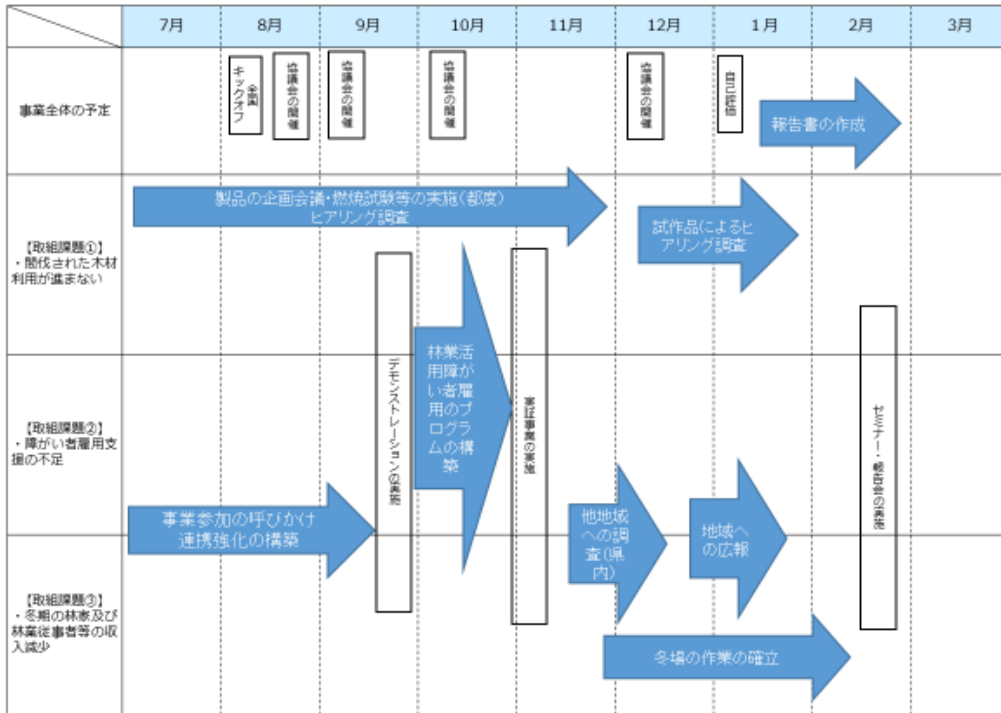 7月
8月
9月
10月
11月
12月
1月
2月
3月
事業全体の予定
企画
キックオフ
協議会の開催
協議会の開催
協議会の開催
協議会の開催
自己評価
報告書の作成
【取組課題①】
・間伐された木材
利用が進まない
製品の企画会議・燃焼試験等の実施(都度)
ヒアリング調査
試作品によるヒ
アリング調査
デモンストレーションの実施
林業活
用障が
い者雇
用のプ
ログラ
ムの構
築
事業の実施
セミナー・報告会の実施
【取組課題②】
・障がい者雇用支
援の不足
事業参加の呼びかけ
連携強化の構築
他地域
への調
査(県
内)
地域へ
の広報
【取組課題③】
・冬期の林家及び
林業従事者等の収
入減少
冬場の作業の確立